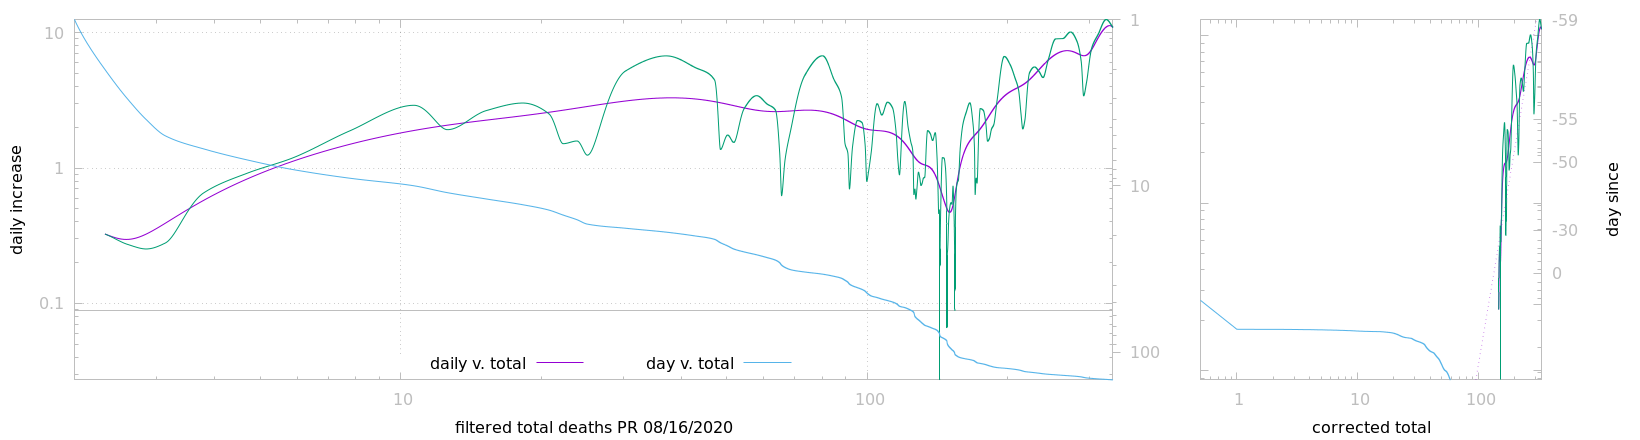 10
1
0.1
daily increase
1
10
100
daily v. total
day v. total
10
100
filtered total deaths PR 08/16/2020
-59
-55
-50
-30
0
day since
1
10
100
corrected total